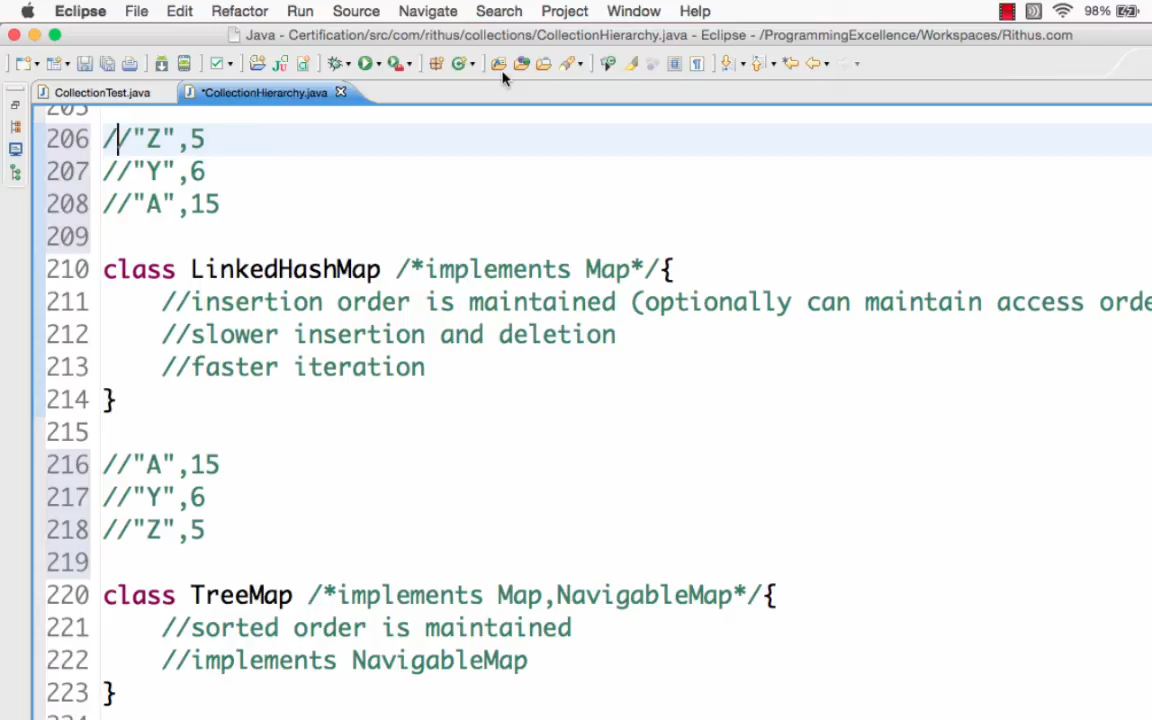 Eclipse File Edit Refactor Run Source Navigate Search Project Window Help 98%
Java - Certification/src/com/rithus/collections/CollectionHierarchy.java - Eclipse - /ProgrammingExcellence/Workspaces/Rithus.com
CollectionTest.java *CollectionHierarchy.java
205
206 //"Z",5
207 //"Y",6
208 //"A",15
209
210 class LinkedHashMap /*implements Map*/{
211 //insertion order is maintained (optionally can maintain access orde
212 //slower insertion and deletion
213 //faster iteration
214 }
215
216 //"A",15
217 //"Y",6
218 //"Z",5
219
220 class TreeMap /*implements Map,NavigableMap*/{
221 //sorted order is maintained
222 //implements NavigableMap
223 }
224